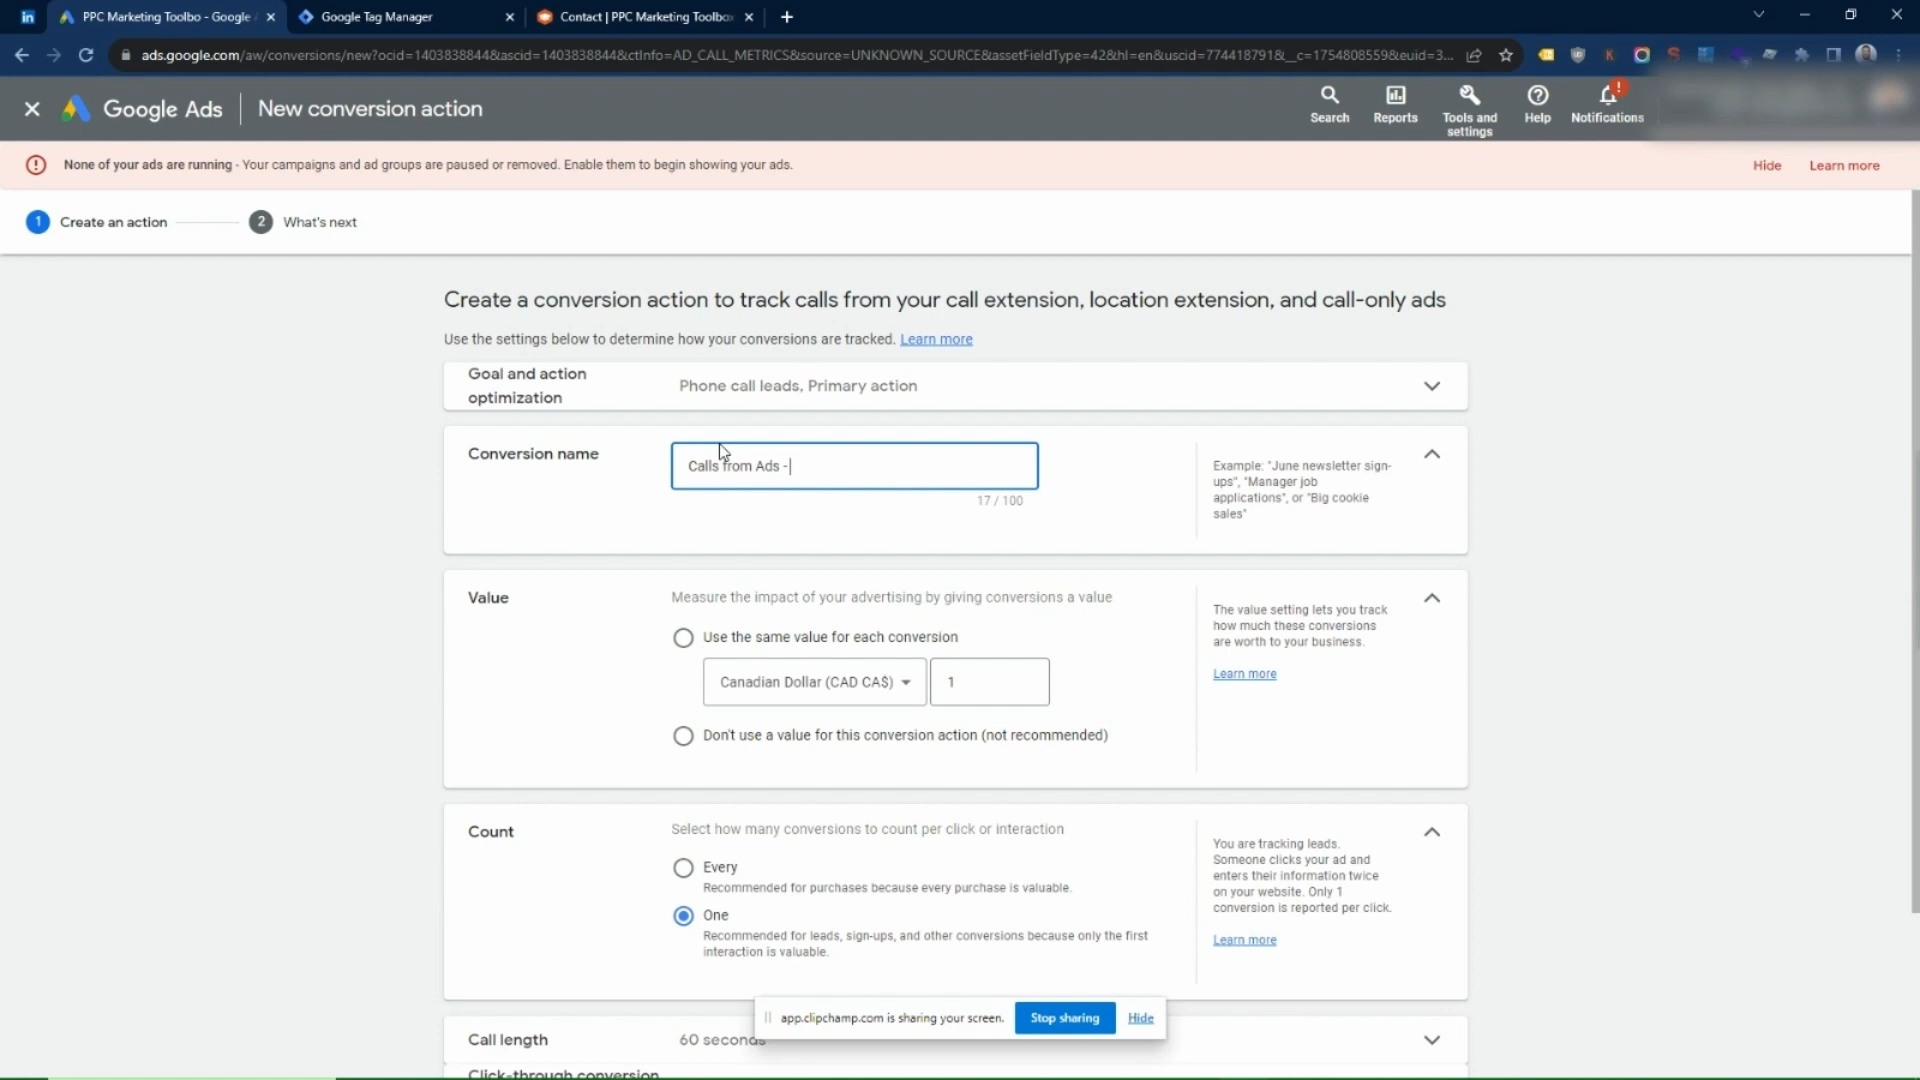 in
PPC Marketing Toolbo - Google A
Google Tag Manager
Contact | PPC Marketing Toolbox
ads.google.com/aw/conversions/new?ocid=1403838844&ascid=1403838844&ctInfo=AD_CALL_METRICS&source=UNKNOWN_SOURCE&assetFieldType=42&hl=en&uscid=774418791&__c=1754808559&euid=3...
Google Ads
New conversion action
Search
Reports
Tools and
settings
Help
Notifications
None of your ads are running - Your campaigns and ad groups are paused or removed. Enable them to begin showing your ads.
Hide
Learn more
1
Create an action
2
What's next
Create a conversion action to track calls from your call extension, location extension, and call-only ads
Use the settings below to determine how your conversions are tracked. Learn more
Goal and action
optimization
Phone call leads, Primary action
Conversion name
Calls from Ads -
17 / 100
Example: "June newsletter sign-
ups", "Manager job
applications", or "Big cookie
sales"
Value
Measure the impact of your advertising by giving conversions a value
Use the same value for each conversion
Canadian Dollar (CAD CA$)
1
Don't use a value for this conversion action (not recommended)
The value setting lets you track
how much these conversions
are worth to your business.
Learn more
Count
Select how many conversions to count per click or interaction
Every
Recommended for purchases because every purchase is valuable.
One
Recommended for leads, sign-ups, and other conversions because only the first
interaction is valuable.
You are tracking leads.
Someone clicks your ad and
enters their information twice
on your website. Only 1
conversion is reported per click.
Learn more
app.clipchamp.com is sharing your screen.
Stop sharing
Hide
Call length
60 seconds
Click-through conversion